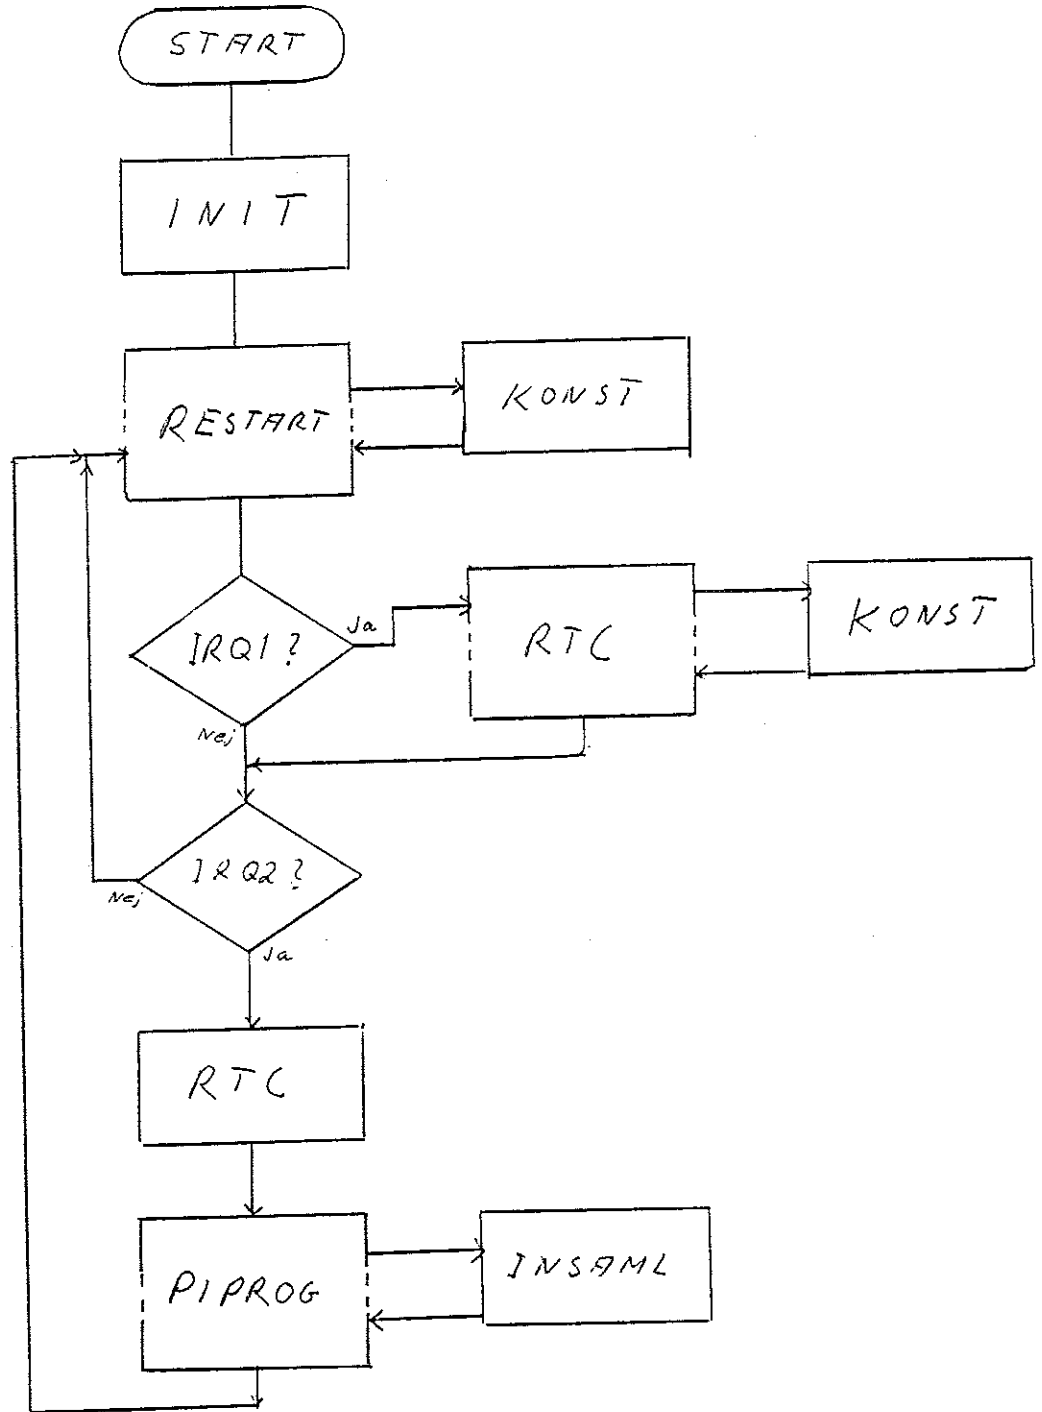 START
INIT
RESTART
KONST
IRQ1?
Ja
RTC
KONST
Nej
IRQ2?
Nej
Ja
RTC
PIPROG
INSAML